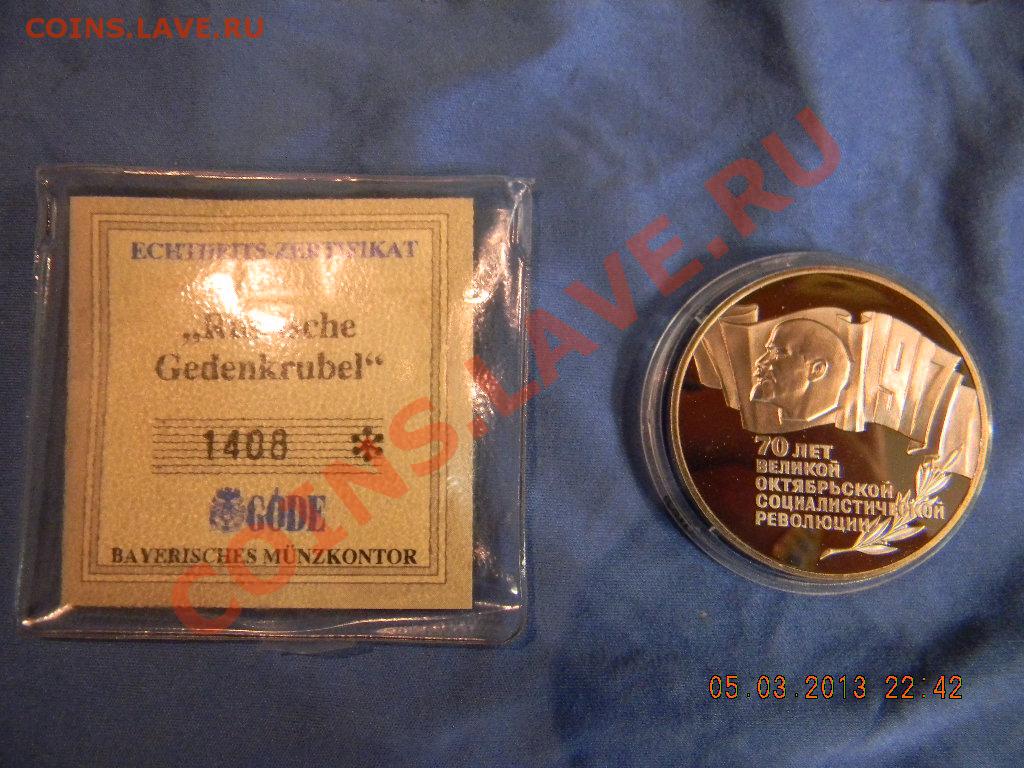 COINS.LAVE.RU
ECHTHEITS-ZERTIFIKAT
„Russische
Gedenkrubel“
1408 *
GÖDE
BAYERISCHES MÜNZKONTOR
1917
70 ЛЕТ
ВЕЛИКОЙ
ОКТЯБРЬСКОЙ
СОЦИАЛИСТИЧЕСКОЙ
РЕВОЛЮЦИИ
COINS.LAVE.RU
05.03.2013 22:42